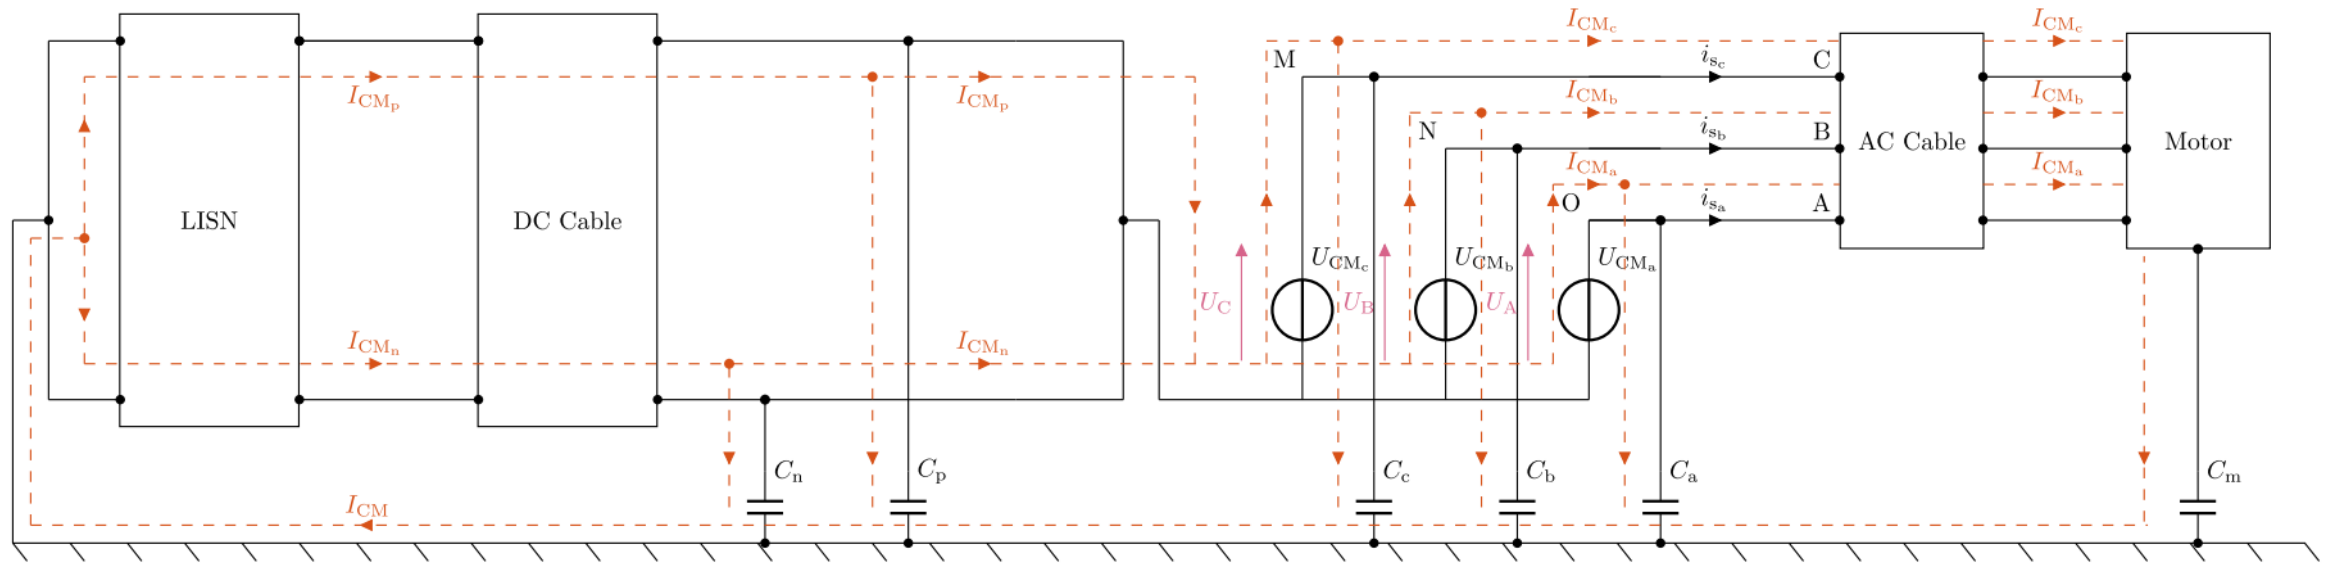 I_CM_c
I_CM_c
M
i_s_c
C
I_CM_p
I_CM_p
I_CM_b
I_CM_b
N
i_s_b
B
AC Cable
Motor
I_CM_a
I_CM_a
O
i_s_a
A
LISN
DC Cable
U_CM_c
U_CM_b
U_CM_a
U_C
U_B
U_A
I_CM_n
I_CM_n
C_n
C_p
C_c
C_b
C_a
C_m
I_CM